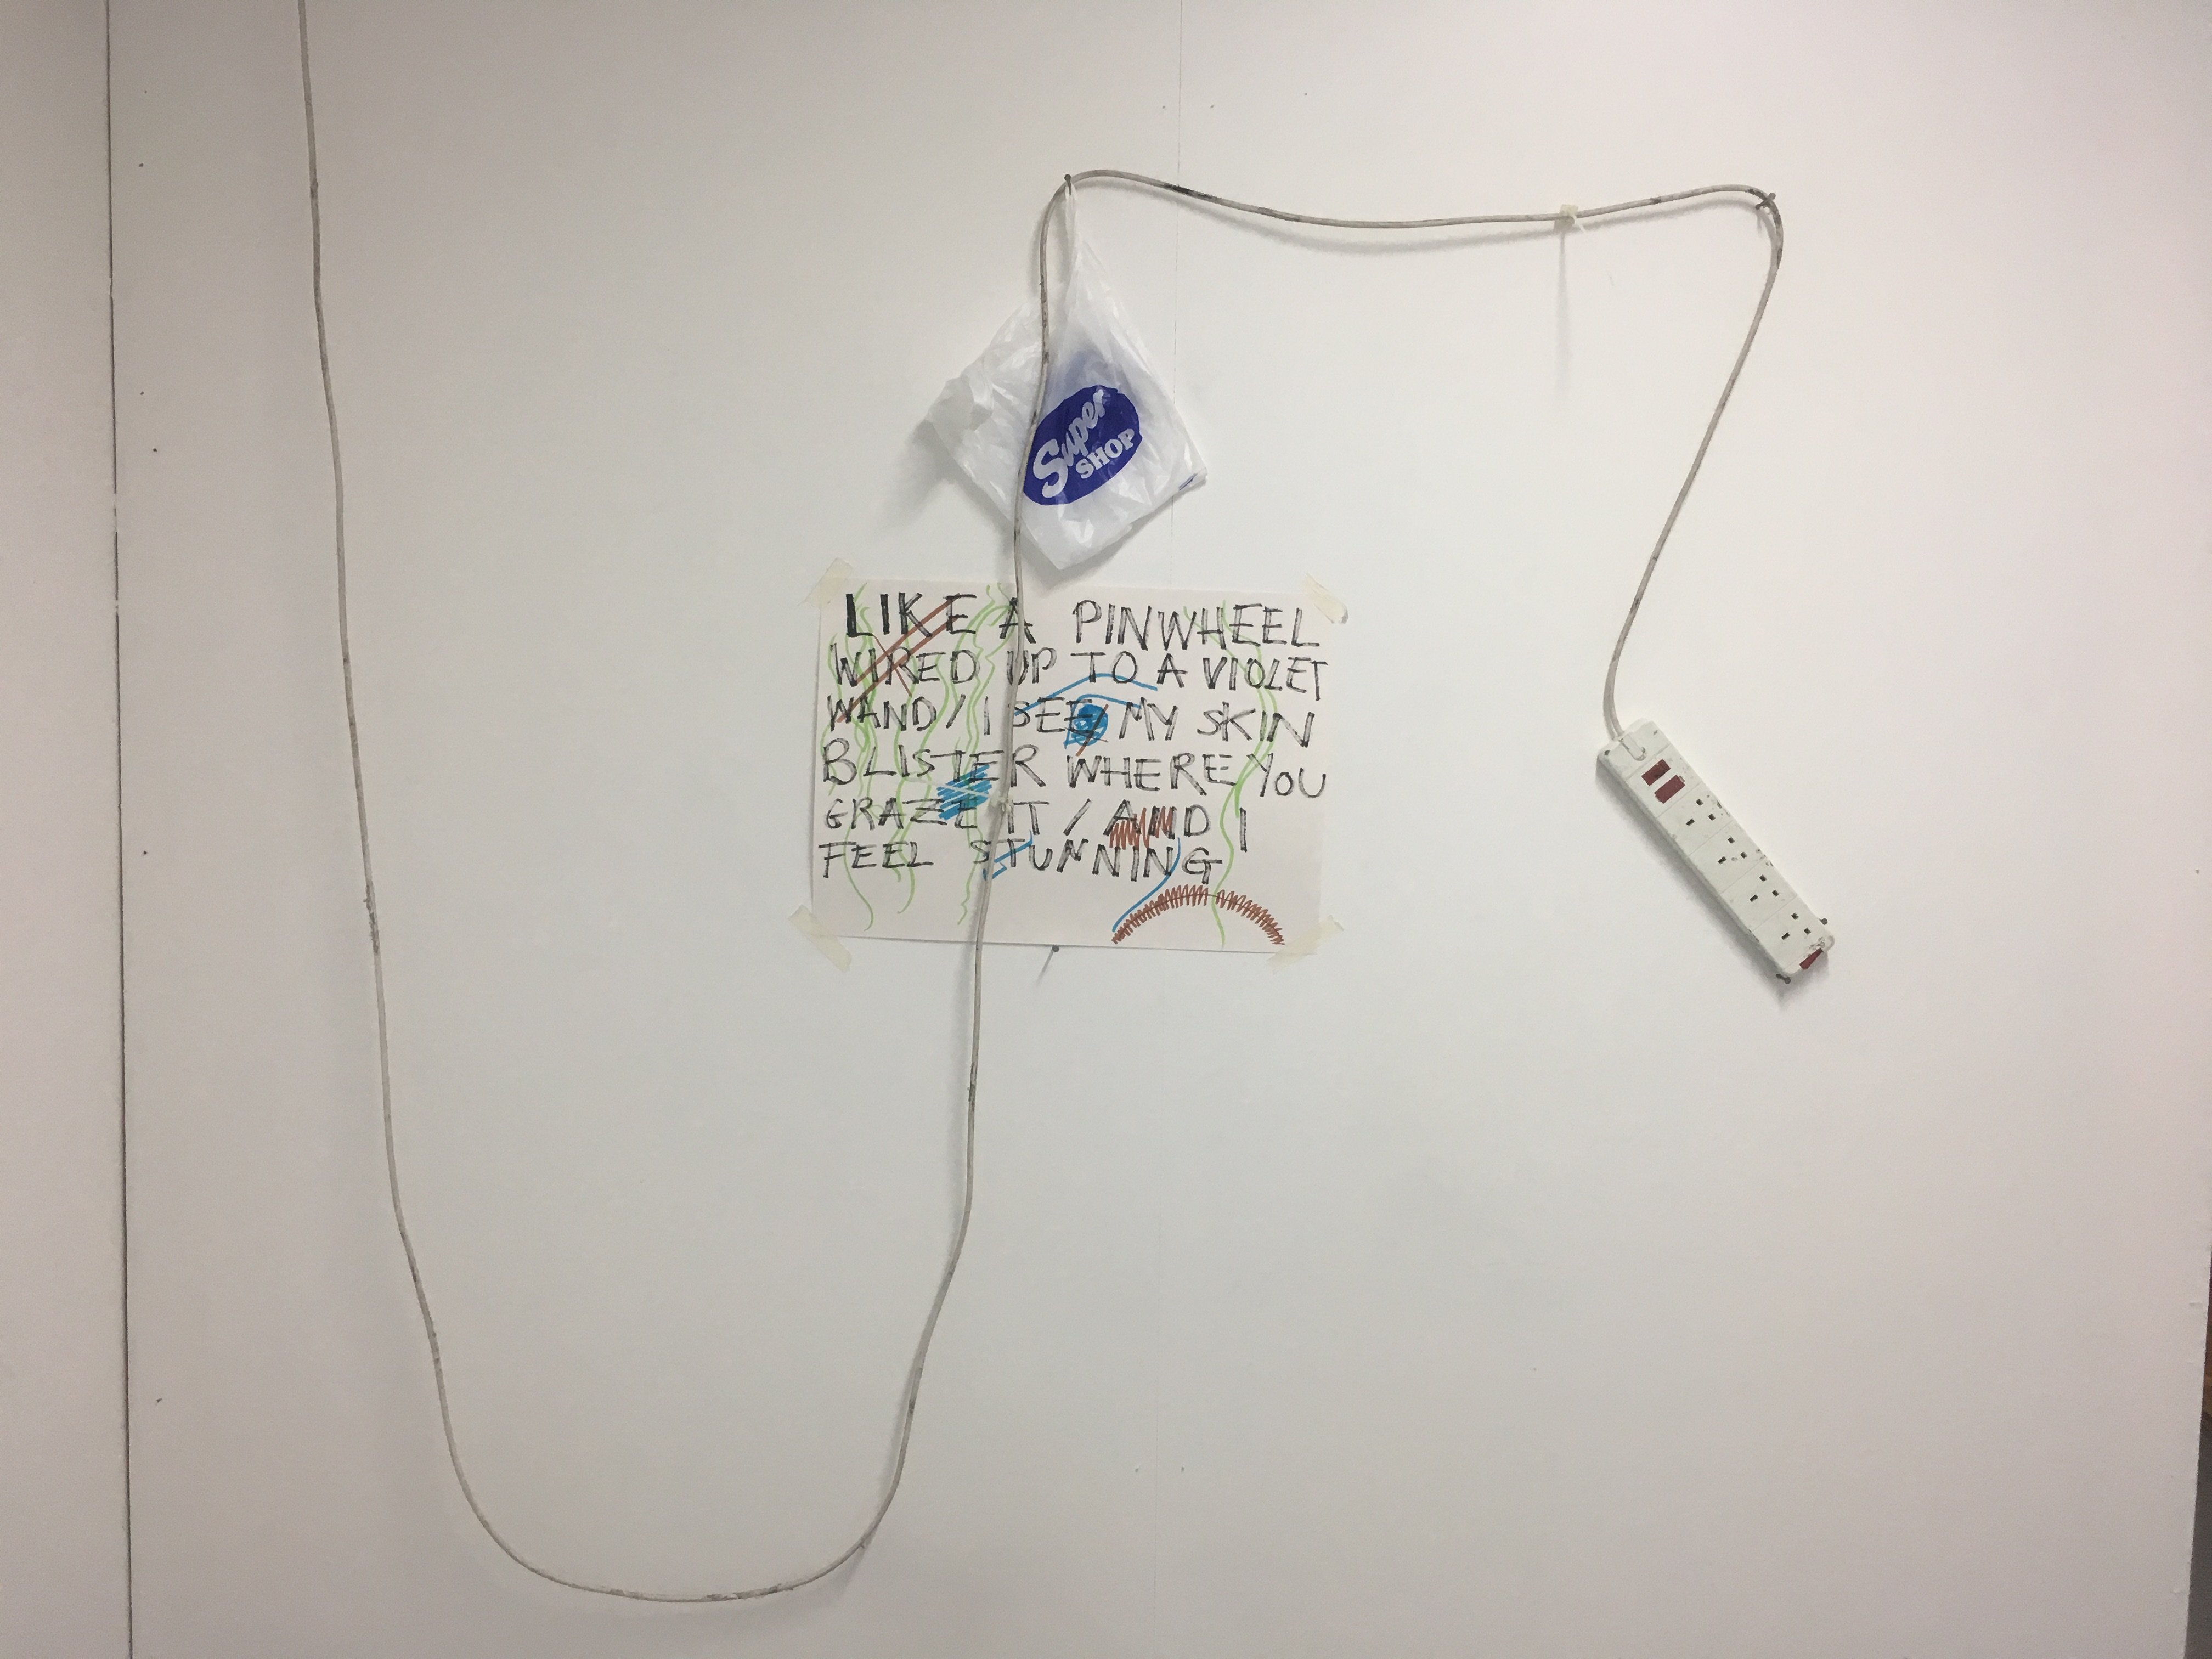 Super
SHOP
LIKE A PINWHEEL
WIRED UP TO A VIOLET
WAND / I SEE / MY SKIN
BLISTER WHERE YOU
GRAZE IT / AND I
FEEL STUNNING